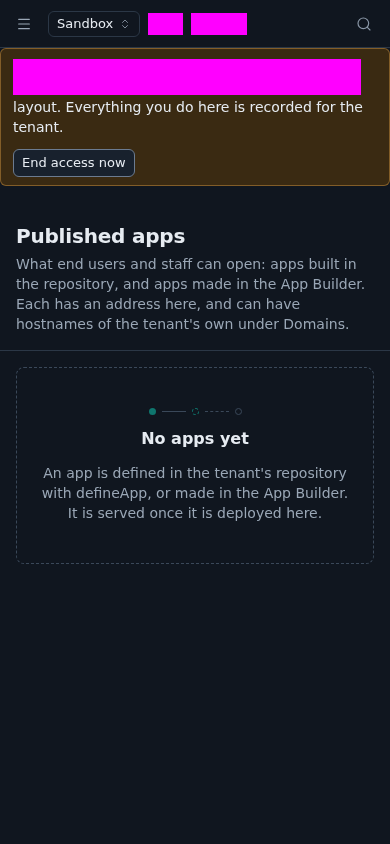 Sandbox
layout. Everything you do here is recorded for the
tenant.
End access now
Published apps
What end users and staff can open: apps built in
the repository, and apps made in the App Builder.
Each has an address here, and can have
hostnames of the tenant's own under Domains.
No apps yet
An app is defined in the tenant's repository
with defineApp, or made in the App Builder.
It is served once it is deployed here.